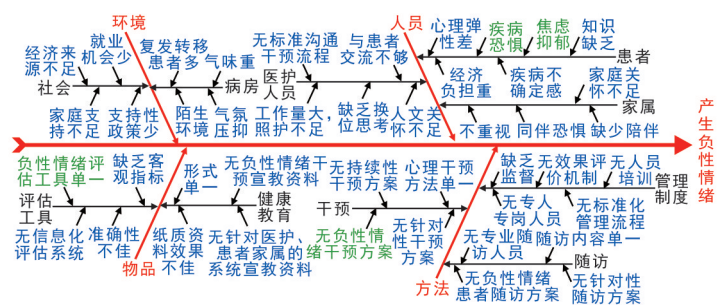 环境
人员
经济来
源不足
就业
机会少
复发转移
患者多
气味重
社会
病房
家庭支
持不足
支持性
政策少
陌生
环境
气氛
压抑
无标准沟通
干预流程
与患者
交流不够
医护
人员
工作量大,
照护不足
缺乏换
位思考
人文关
怀不足
心理弹
性差
疾病
恐惧
焦虑
抑郁
知识
缺乏
患者
经济
负担重
疾病不
确定感
家庭关
怀不足
家属
不重视
同伴恐惧
缺少陪伴
产生负性情绪
负性情绪评
估工具单一
缺乏客
观指标
评估
工具
无信息化
评估系统
准确性
不佳
形式
单一
无负性情绪干
预宣教资料
健康
教育
纸质资
料效果
不佳
无针对医护、
患者家属的
系统宣教资料
物品
无持续性
干预方案
心理干预
方法单一
干预
无负性情
绪干预方案
无针对
性干预
方案
缺乏
监督
无效果评
价机制
无人员
培训
管理
制度
无专人
专岗人员
无标准化
管理流程
无专业随
访人员
随访内容单一
随访
无负性情绪
患者随访方案
无针对性
随访方案
方法